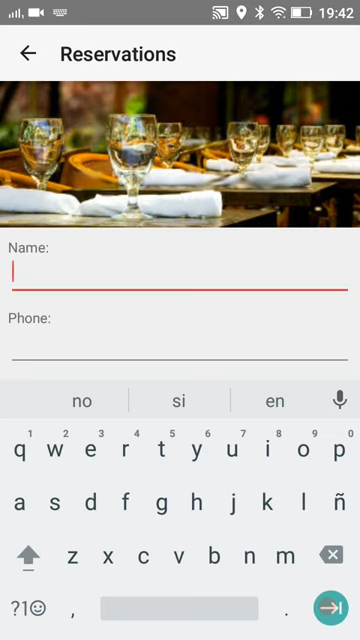 19:42
Reservations
Name:
Phone:
no si en
1 2 3 4 5 6 7 8 9 0
q w e r t y u i o p
a s d f g h j k l ñ
z x c v b n m
?1☺ , .